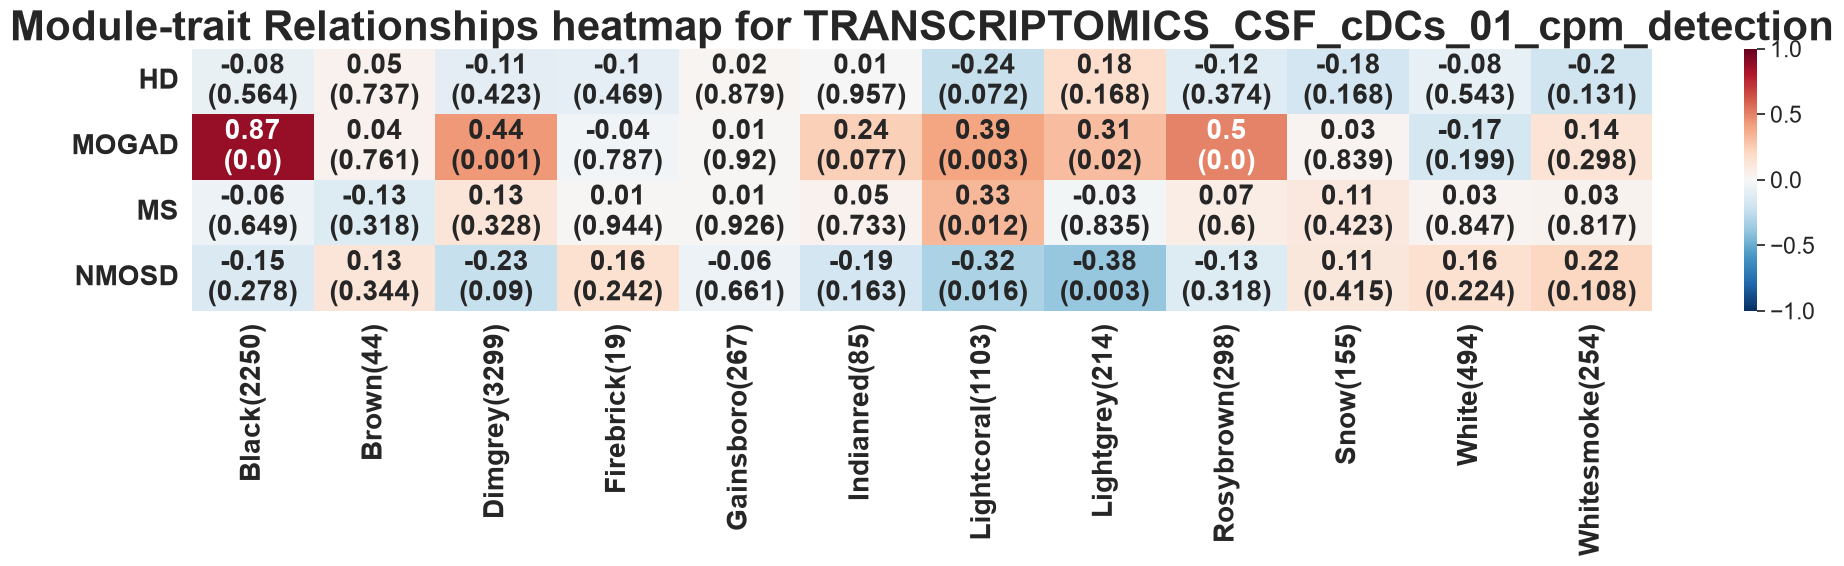 Module-trait Relationships heatmap for TRANSCRIPTOMICS_CSF_cDCs_01_cpm_detection
HD -0.08 0.05 -0.11 -0.1 0.02 0.01 -0.24 0.18 -0.12 -0.18 -0.08 -0.2
(0.564) (0.737) (0.423) (0.469) (0.879) (0.957) (0.072) (0.168) (0.374) (0.168) (0.543) (0.131)
MOGAD 0.87 0.04 0.44 -0.04 0.01 0.24 0.39 0.31 0.5 0.03 -0.17 0.14
(0.0) (0.761) (0.001) (0.787) (0.92) (0.077) (0.003) (0.02) (0.0) (0.839) (0.199) (0.298)
MS -0.06 -0.13 0.13 0.01 0.01 0.05 0.33 -0.03 0.07 0.11 0.03 0.03
(0.649) (0.318) (0.328) (0.944) (0.926) (0.733) (0.012) (0.835) (0.6) (0.423) (0.847) (0.817)
NMOSD -0.15 0.13 -0.23 0.16 -0.06 -0.19 -0.32 -0.38 -0.13 0.11 0.16 0.22
(0.278) (0.344) (0.09) (0.242) (0.661) (0.163) (0.016) (0.003) (0.318) (0.415) (0.224) (0.108)
Black(2250)
Brown(44)
Dimgrey(3299)
Firebrick(19)
Gainsboro(267)
Indianred(85)
Lightcoral(1103)
Lightgrey(214)
Rosybrown(298)
Snow(155)
White(494)
Whitesmoke(254)
1.0
0.5
0.0
−0.5
−1.0